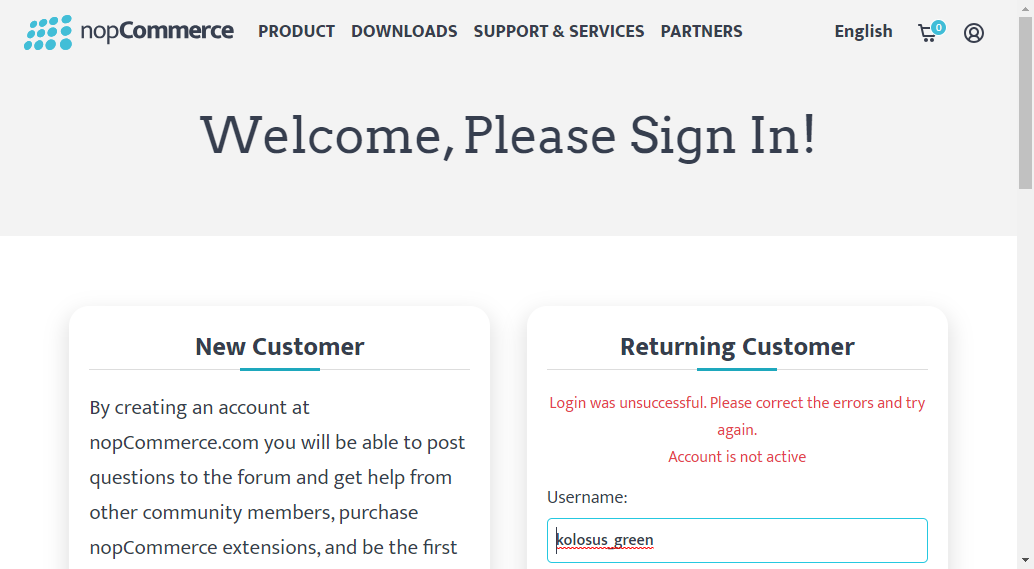 nopCommerce PRODUCT DOWNLOADS SUPPORT & SERVICES PARTNERS English 0
Welcome, Please Sign In!
New Customer
By creating an account at
nopCommerce.com you will be able to post
questions to the forum and get help from
other community members, purchase
nopCommerce extensions, and be the first
Returning Customer
Login was unsuccessful. Please correct the errors and try
again.
Account is not active
Username:
kolosus_green